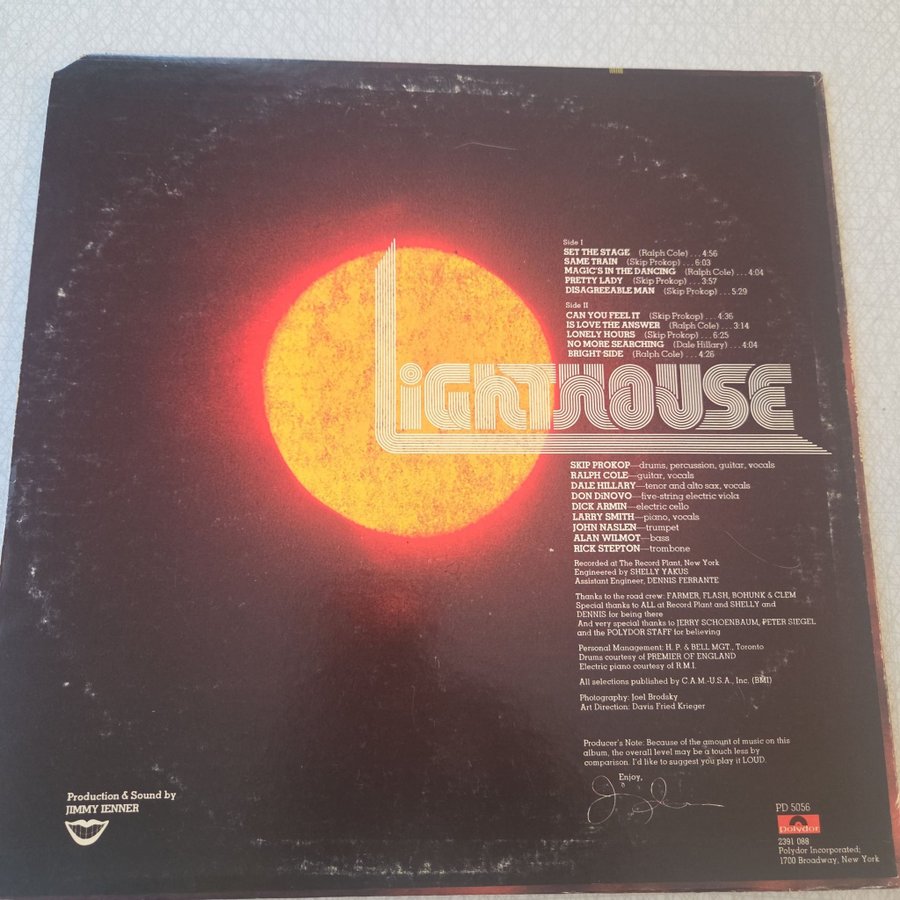 Side I
SET THE STAGE (Ralph Cole) . . . 4:56
SAME TRAIN (Skip Prokop) . . . 6:03
MAGIC'S IN THE DANCING (Ralph Cole) . . . 4:04
PRETTY LADY (Skip Prokop) . . . 3:57
DISAGREEABLE MAN (Skip Prokop) . . . 5:29
Side II
CAN YOU FEEL IT (Skip Prokop) . . . 4:36
IS LOVE THE ANSWER (Ralph Cole) . . . 3:14
LONELY HOURS (Skip Prokop) . . . 6:25
NO MORE SEARCHING (Dale Hillary) . . . 4:04
BRIGHT SIDE (Ralph Cole) . . . 4:26
LiGHTHOUSE
SKIP PROKOP—drums, percussion, guitar, vocals
RALPH COLE—guitar, vocals
DALE HILLARY—tenor and alto sax, vocals
DON DiNOVO—five-string electric viola
DICK ARMIN—electric cello
LARRY SMITH—piano, vocals
JOHN NASLEN—trumpet
ALAN WILMOT—bass
RICK STEPTON—trombone
Recorded at The Record Plant, New York
Engineered by SHELLY YAKUS
Assistant Engineer, DENNIS FERRANTE
Thanks to the road crew: FARMER, FLASH, BOHUNK & CLEM
Special thanks to ALL at Record Plant and SHELLY and
DENNIS for being there
And very special thanks to JERRY SCHOENBAUM, PETER SIEGEL
and the POLYDOR STAFF for believing
Personal Management: H. P. & BELL MGT., Toronto
Drums courtesy of PREMIER OF ENGLAND
Electric piano courtesy of R.M.I.
All selections published by C.A.M.-U.S.A., Inc. (BMI)
Photography: Joel Brodsky
Art Direction: Davis Fried Krieger
Producer's Note: Because of the amount of music on this
album, the overall level may be a touch less by
comparison. I'd like to suggest you play it LOUD.
Enjoy,
Production & Sound by
JIMMY IENNER
PD 5056
Polydor
2391 088
Polydor Incorporated;
1700 Broadway, New York